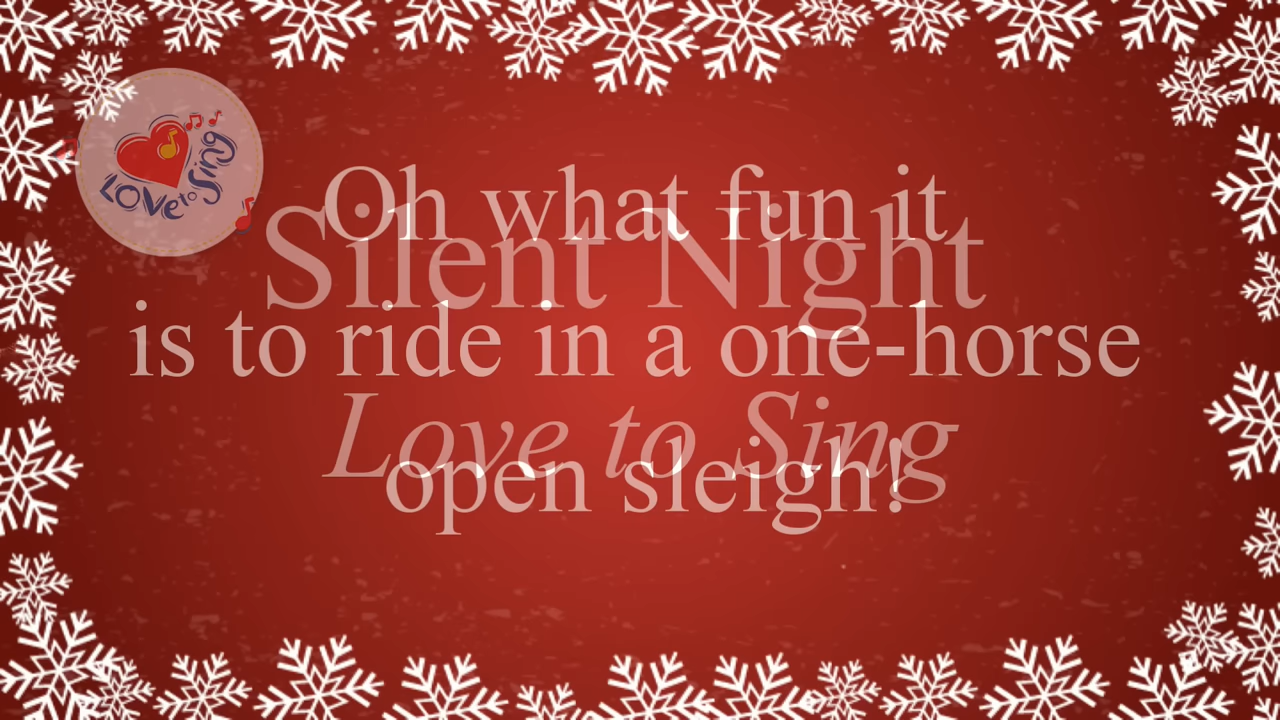 LOVE to Sing
Oh what fun it
Silent Night
is to ride in a one-horse
Love to Sing
open sleigh!